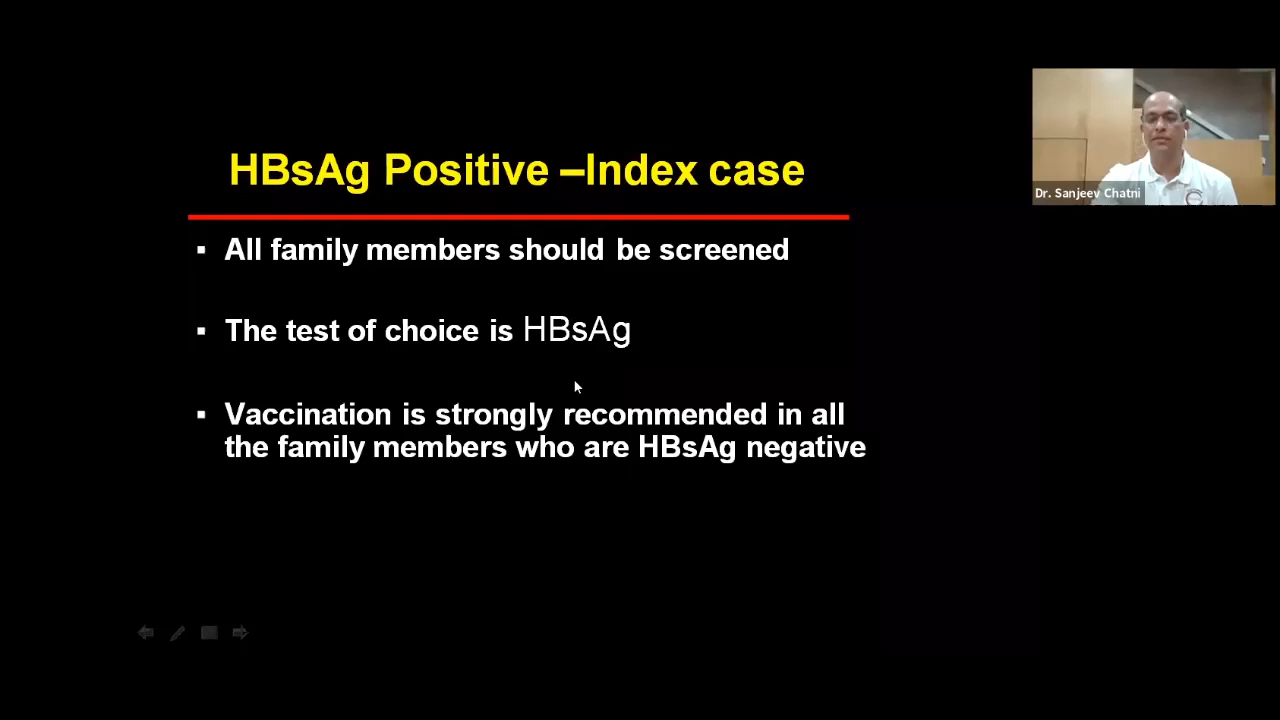 HBsAg Positive –Index case
▪ All family members should be screened
▪ The test of choice is HBsAg
▪ Vaccination is strongly recommended in all
the family members who are HBsAg negative
Dr. Sanjeev Chatni